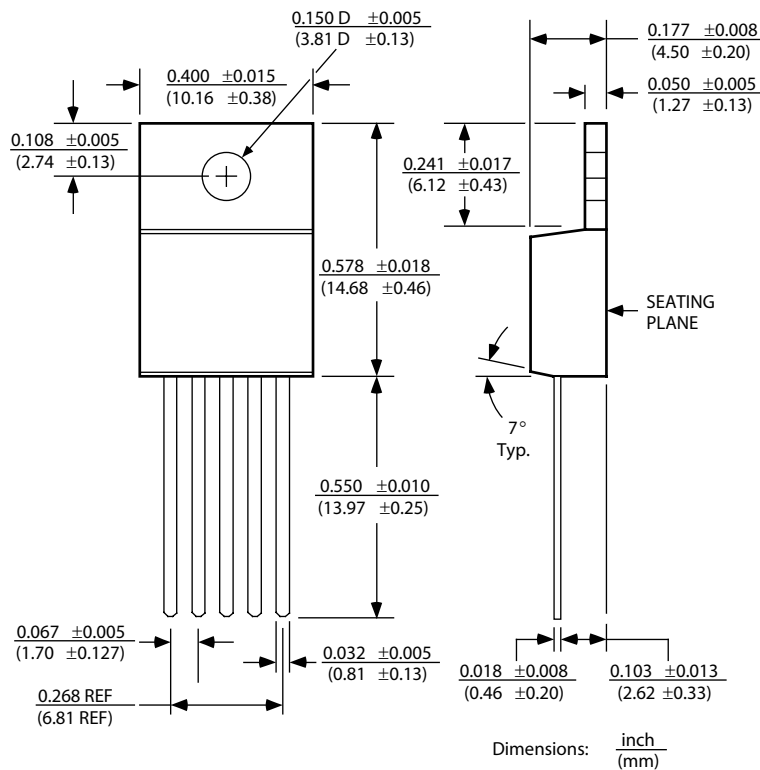 0.150 D ±0.005
(3.81 D ±0.13)
0.177 ±0.008
(4.50 ±0.20)
0.400 ±0.015
(10.16 ±0.38)
0.050 ±0.005
(1.27 ±0.13)
0.108 ±0.005
(2.74 ±0.13)
0.241 ±0.017
(6.12 ±0.43)
0.578 ±0.018
(14.68 ±0.46)
SEATING
PLANE
7°
Typ.
0.550 ±0.010
(13.97 ±0.25)
0.067 ±0.005
(1.70 ±0.127)
0.032 ±0.005
(0.81 ±0.13)
0.018 ±0.008
(0.46 ±0.20)
0.103 ±0.013
(2.62 ±0.33)
0.268 REF
(6.81 REF)
Dimensions: inch
(mm)